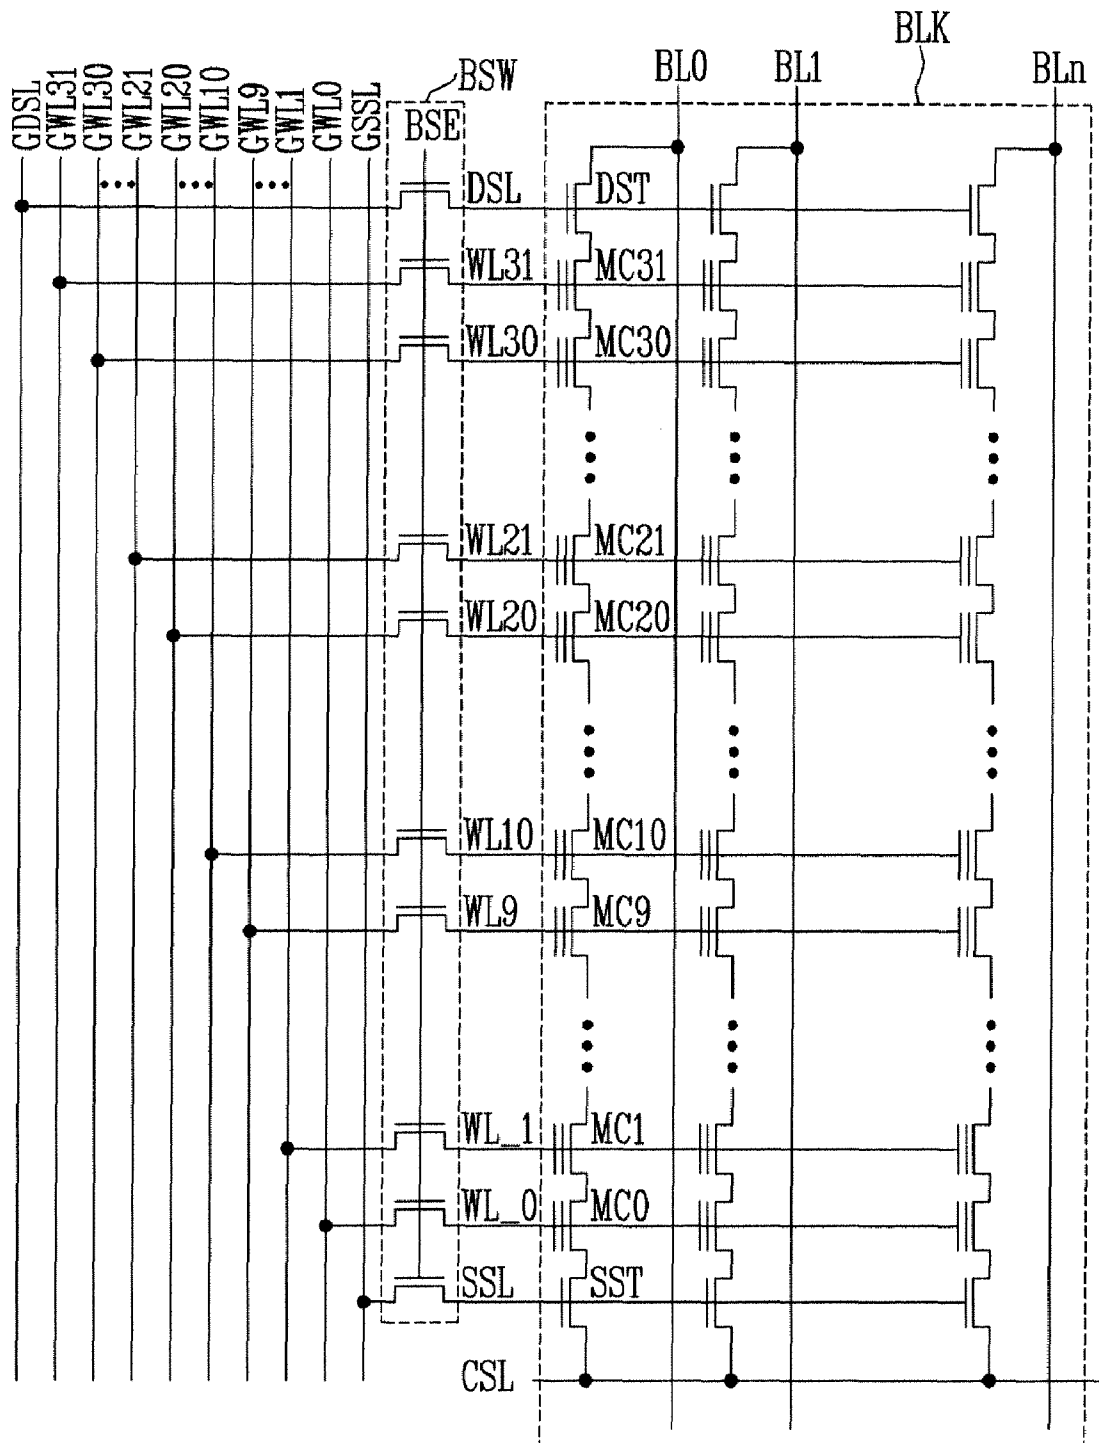 BLK
BL0 BL1 BLn
BSW
GDSL GWL31 GWL30 GWL21 GWL20 GWL10 GWL9 GWL1 GWL0 GSSL
BSE
DSL DST
WL31 MC31
WL30 MC30
WL21 MC21
WL20 MC20
WL10 MC10
WL9 MC9
WL_1 MC1
WL_0 MC0
SSL SST
CSL